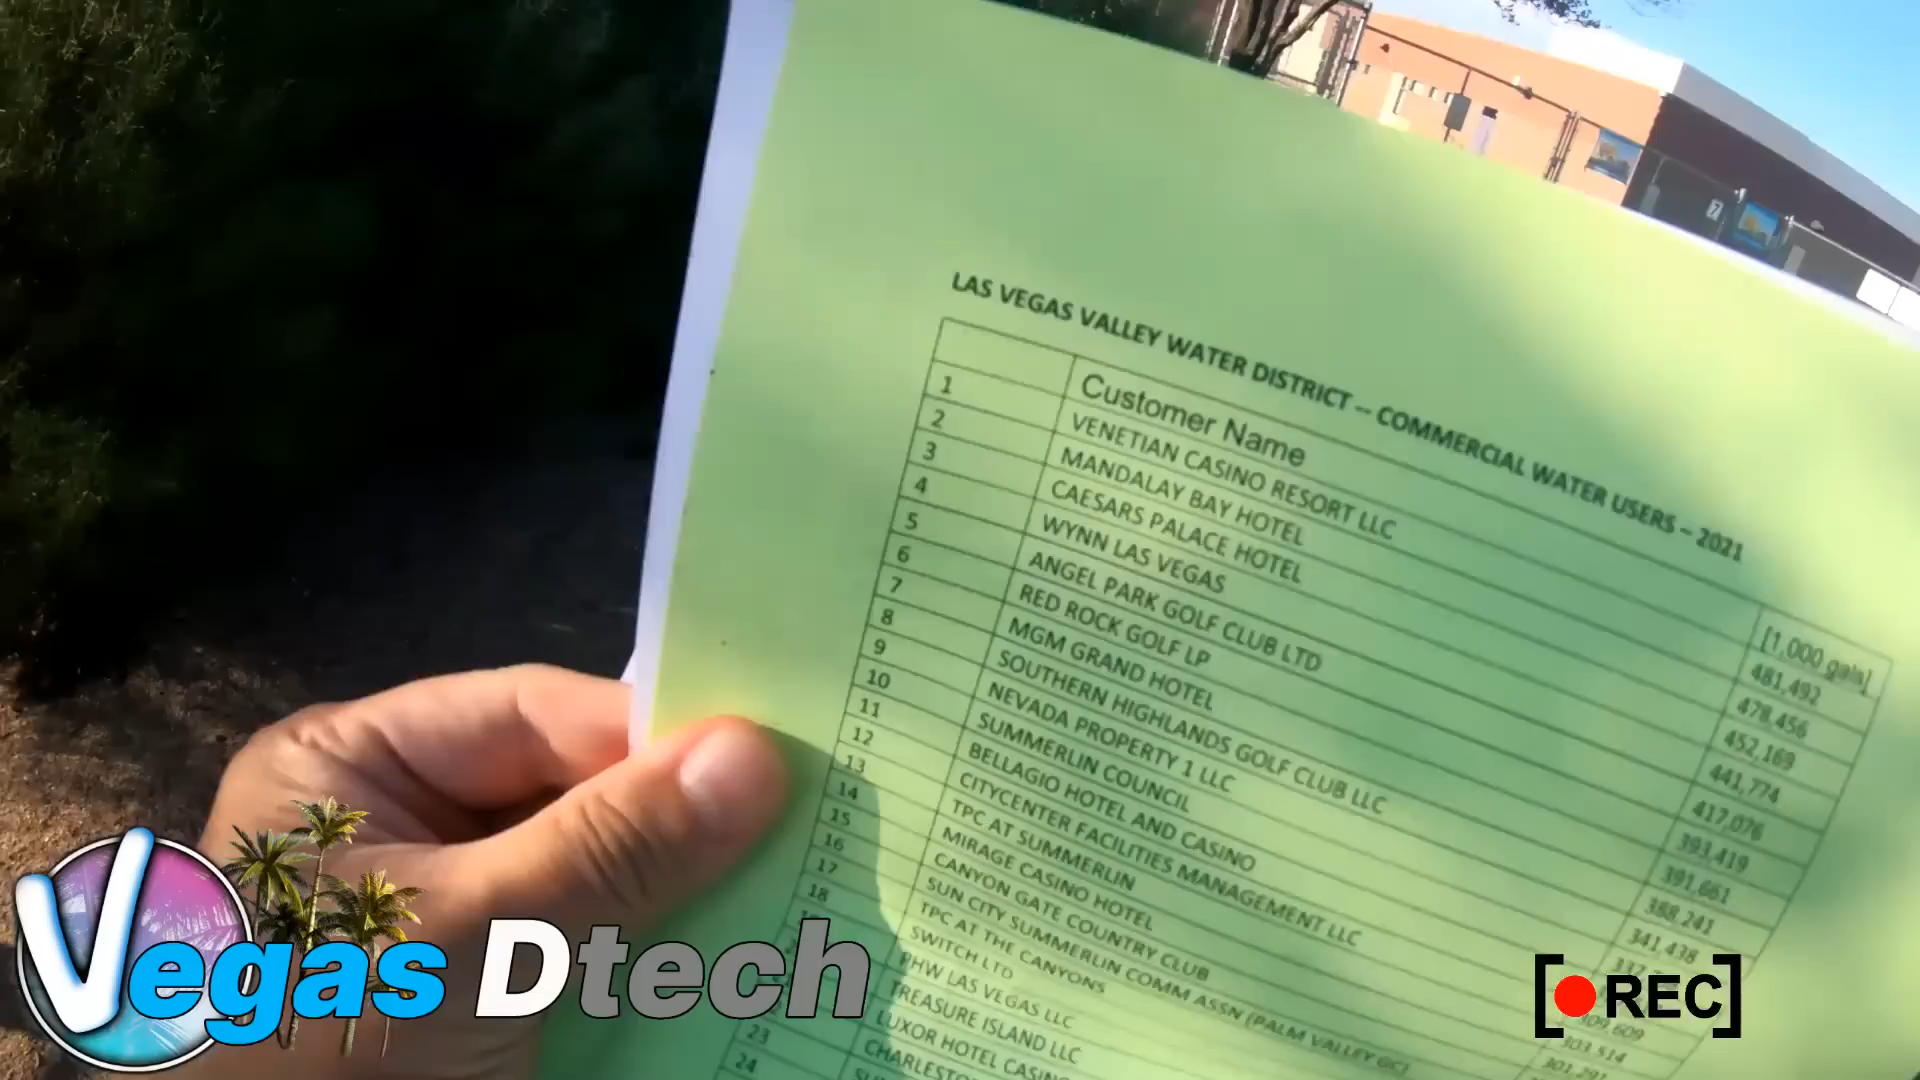 LAS VEGAS VALLEY WATER DISTRICT -- COMMERCIAL WATER USERS – 2021
Customer Name [1,000 gals]
1 VENETIAN CASINO RESORT LLC 481,492
2 MANDALAY BAY HOTEL 478,456
3 CAESARS PALACE HOTEL 452,169
4 WYNN LAS VEGAS 441,774
5 ANGEL PARK GOLF CLUB LTD 417,076
6 RED ROCK GOLF LP 393,419
7 MGM GRAND HOTEL 391,661
8 SOUTHERN HIGHLANDS GOLF CLUB LLC 388,241
9 NEVADA PROPERTY 1 LLC 341,438
10 SUMMERLIN COUNCIL
11 BELLAGIO HOTEL AND CASINO
12 CITYCENTER FACILITIES MANAGEMENT LLC
13 TPC AT SUMMERLIN
14 MIRAGE CASINO HOTEL
15 CANYON GATE COUNTRY CLUB
16 SUN CITY SUMMERLIN COMM ASSN (PALM VALLEY GC)
17 TPC AT THE CANYONS
18 SWITCH LTD
PHW LAS VEGAS LLC
TREASURE ISLAND LLC
LUXOR HOTEL CASIN
23
24
7
Vegas Dtech
[REC]